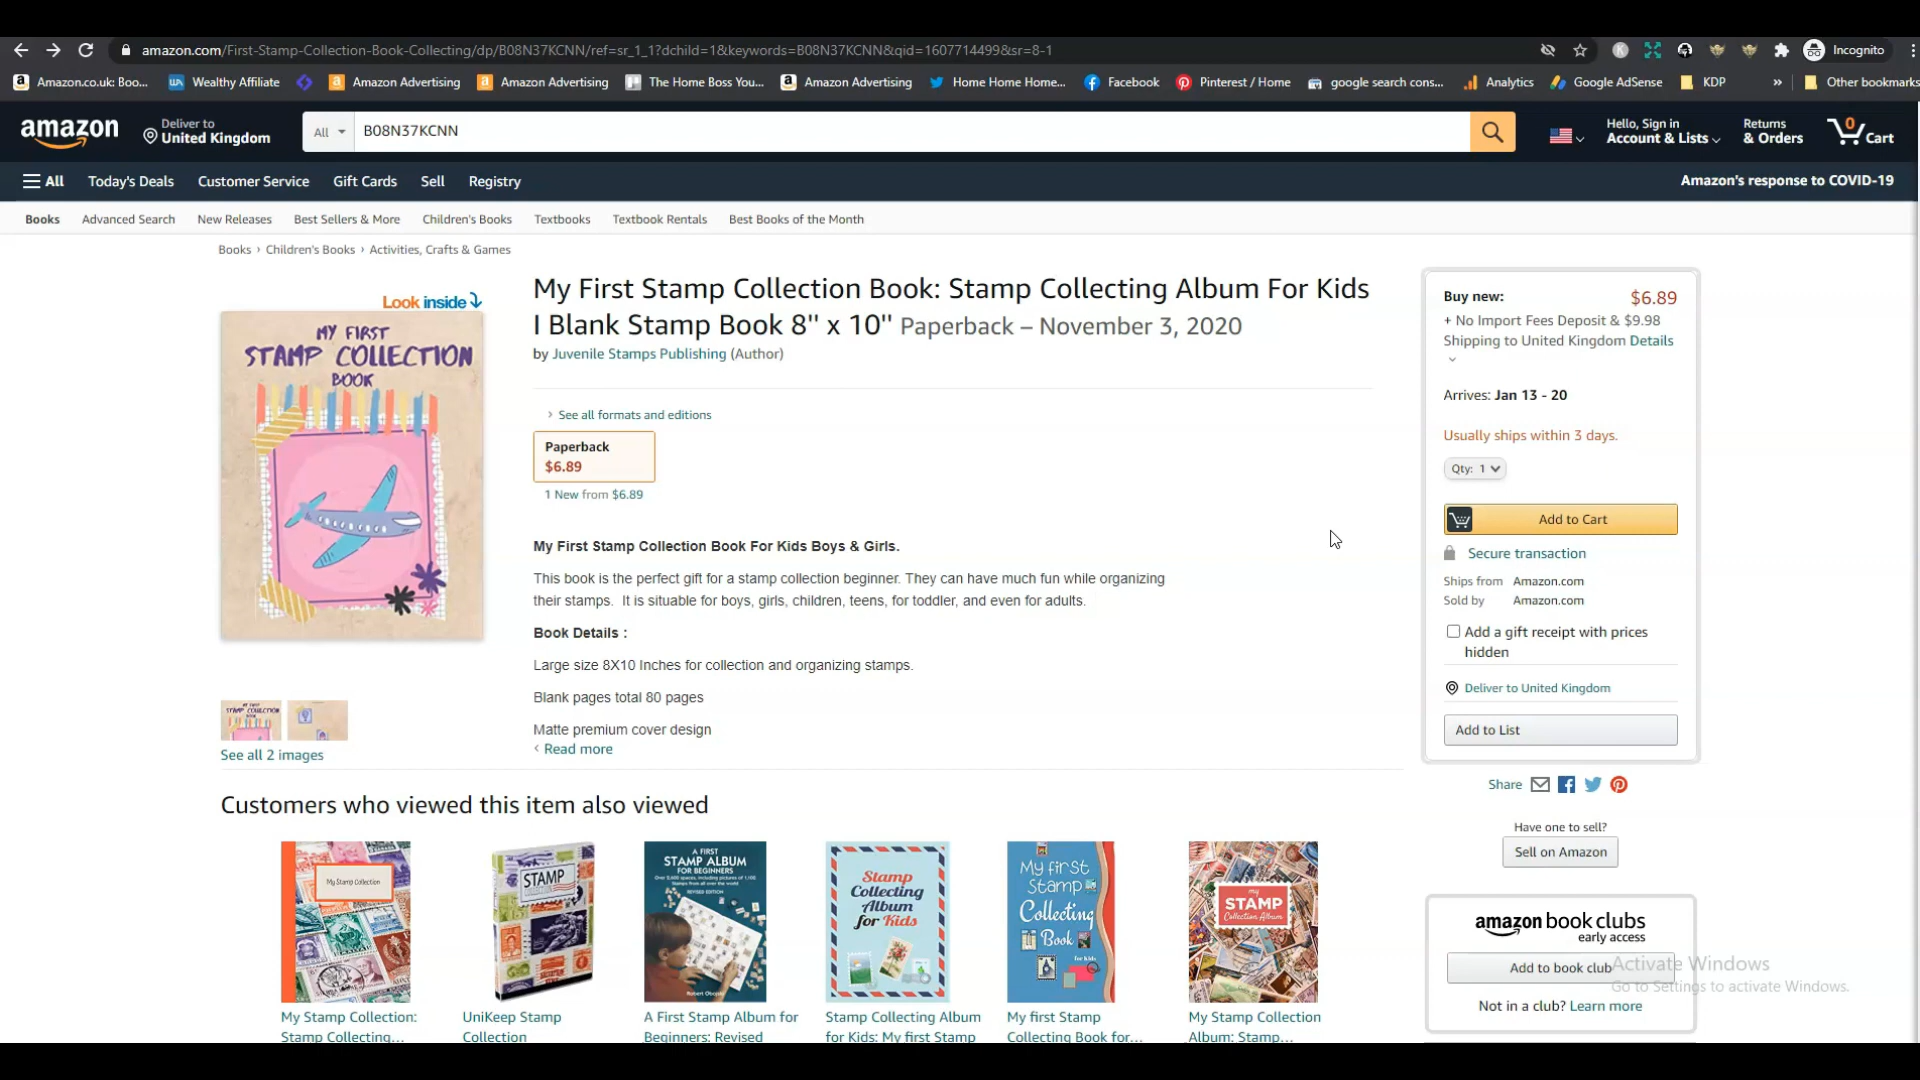 amazon.com/First-Stamp-Collection-Book-Collecting/dp/B08N37KCNN/ref=sr_1_1?dchild=1&keywords=B08N37KCNN&qid=1607714499&sr=8-1
Incognito
Amazon.co.uk: Boo...
Wealthy Affiliate
Amazon Advertising
Amazon Advertising
The Home Boss You...
Amazon Advertising
Home Home Home...
Facebook
Pinterest / Home
google search cons...
Analytics
Google AdSense
KDP
»
Other bookmarks
amazon
Deliver to
United Kingdom
All
B08N37KCNN
Hello, Sign in
Account & Lists
Returns
& Orders
0
Cart
All
Today's Deals
Customer Service
Gift Cards
Sell
Registry
Amazon's response to COVID-19
Books
Advanced Search
New Releases
Best Sellers & More
Children's Books
Textbooks
Textbook Rentals
Best Books of the Month
Books › Children's Books › Activities, Crafts & Games
Look inside
MY FIRST
STAMP COLLECTION
BOOK
See all 2 images
My First Stamp Collection Book: Stamp Collecting Album For Kids
I Blank Stamp Book 8'' x 10'' Paperback – November 3, 2020
by Juvenile Stamps Publishing (Author)
› See all formats and editions
Paperback
$6.89
1 New from $6.89
My First Stamp Collection Book For Kids Boys & Girls.
This book is the perfect gift for a stamp collection beginner. They can have much fun while organizing
their stamps. It is situable for boys, girls, children, teens, for toddler, and even for adults.
Book Details :
Large size 8X10 Inches for collection and organizing stamps.
Blank pages total 80 pages
Matte premium cover design
‹ Read more
Buy new:
$6.89
+ No Import Fees Deposit & $9.98
Shipping to United Kingdom Details
Arrives: Jan 13 - 20
Usually ships within 3 days.
Qty: 1
Add to Cart
Secure transaction
Ships from Amazon.com
Sold by Amazon.com
Add a gift receipt with prices
hidden
Deliver to United Kingdom
Add to List
Share
Have one to sell?
Sell on Amazon
amazon book clubs
early access
Add to book club
Not in a club? Learn more
Activate Windows
Go to Settings to activate Windows.
Customers who viewed this item also viewed
My Stamp Collection
STAMP
A FIRST
STAMP ALBUM
FOR BEGINNERS
REVISED EDITION
Robert Obojski
Stamp
Collecting
Album
for Kids
My first
Stamp
Collecting
Book
for kids
my
STAMP
Collection Album
My Stamp Collection:
Stamp Collecting...
UniKeep Stamp
Collection
A First Stamp Album for
Beginners: Revised
Stamp Collecting Album
for Kids: My first Stamp
My first Stamp
Collecting Book for...
My Stamp Collection
Album: Stamp...